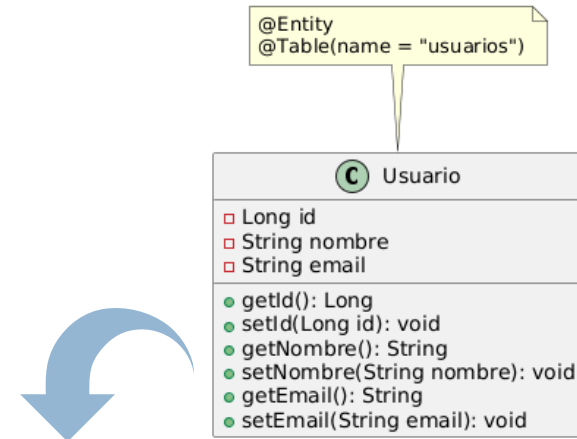 @Entity
@Table(name = "usuarios")
C Usuario
Long id
String nombre
String email
getId(): Long
setId(Long id): void
getNombre(): String
setNombre(String nombre): void
getEmail(): String
setEmail(String email): void